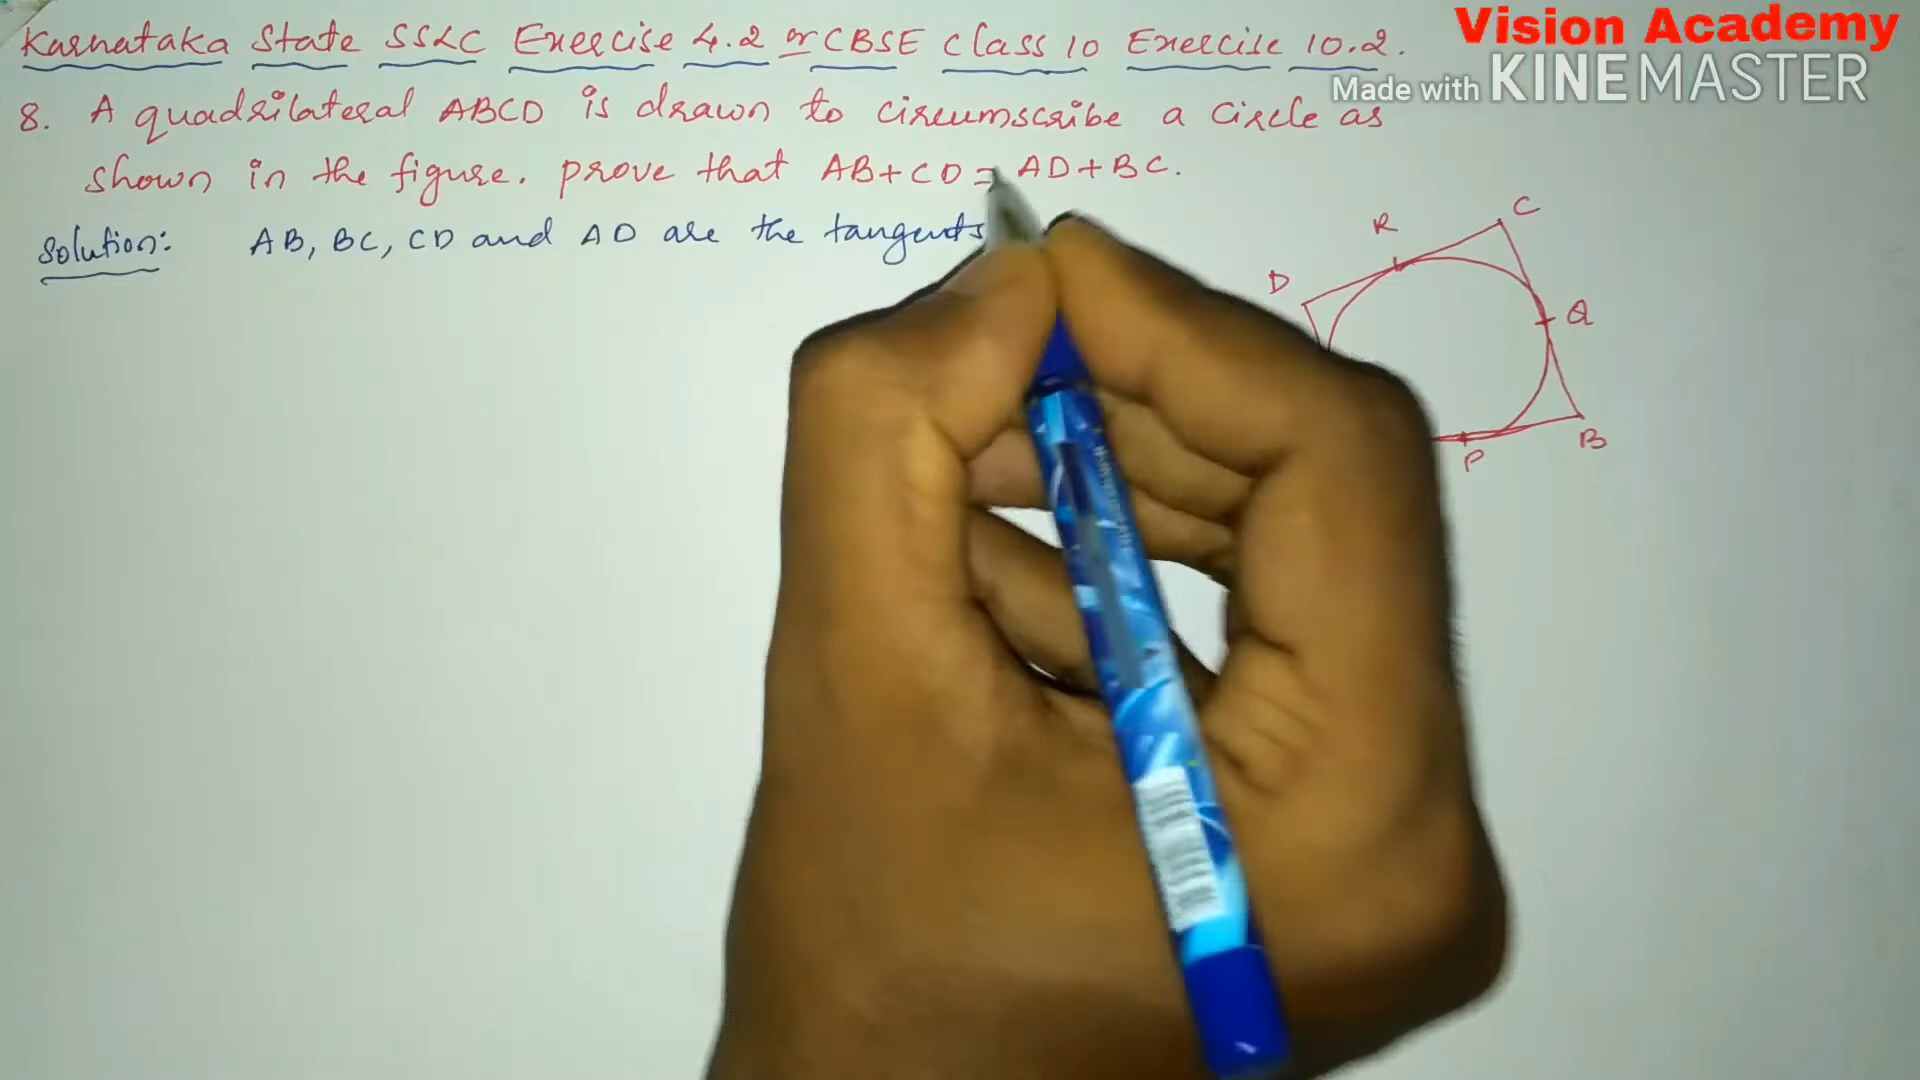 Vision Academy
Made with KINEMASTER
Karnataka State SSLC Exercise 4.2 or CBSE Class 10 Exercise 10.2.
8. A quadrilateral ABCD is drawn to circumscribe a circle as
shown in the figure. prove that AB+CD = AD+BC.
Solution: AB, BC, CD and AD are the tangents
C
R
D
Q
B
P